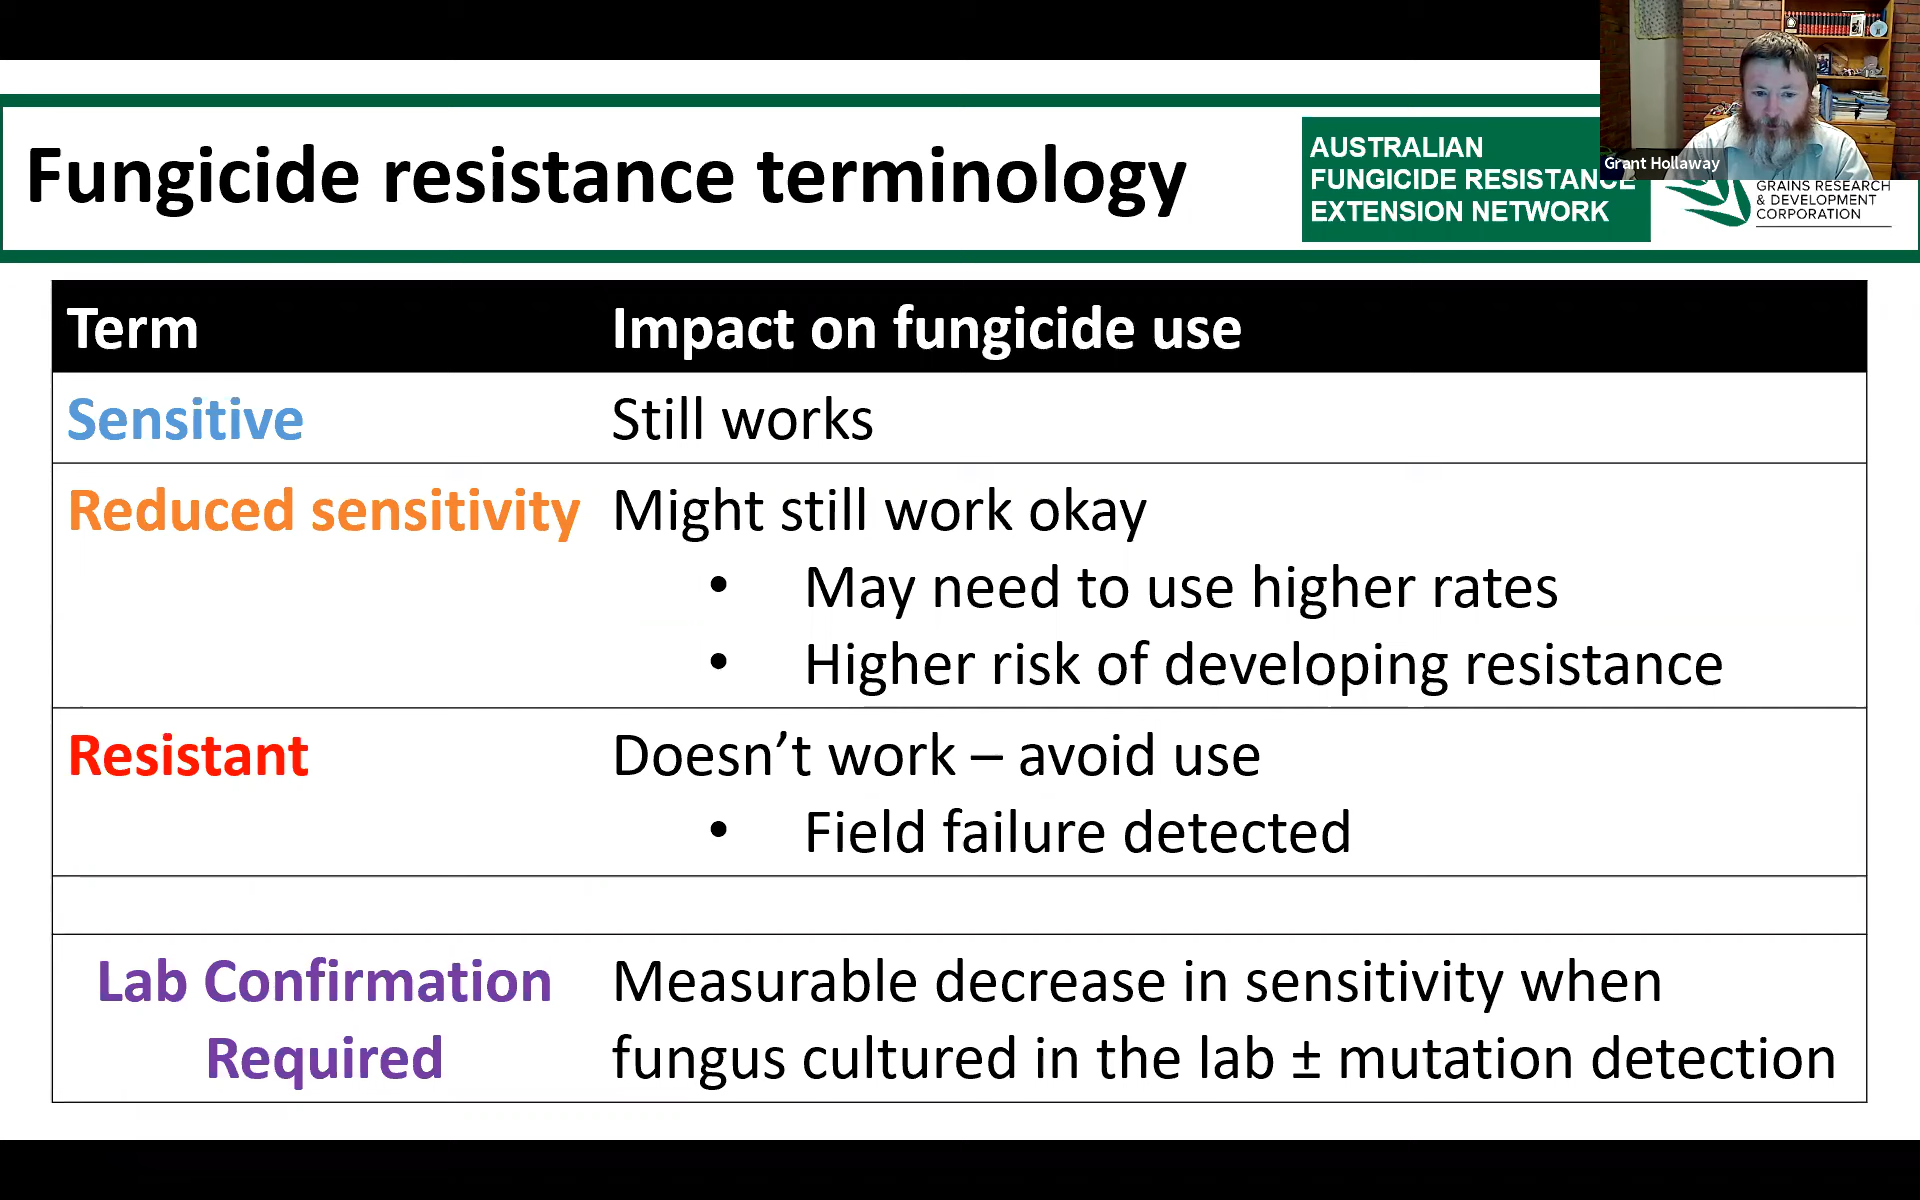 Fungicide resistance terminology
AUSTRALIAN
FUNGICIDE RESISTANCE
EXTENSION NETWORK
Grant Hollaway
GRAINS RESEARCH
& DEVELOPMENT
CORPORATION
Term Impact on fungicide use
Sensitive Still works
Reduced sensitivity Might still work okay
• May need to use higher rates
• Higher risk of developing resistance
Resistant Doesn’t work – avoid use
• Field failure detected
Lab Confirmation Measurable decrease in sensitivity when
Required fungus cultured in the lab ± mutation detection